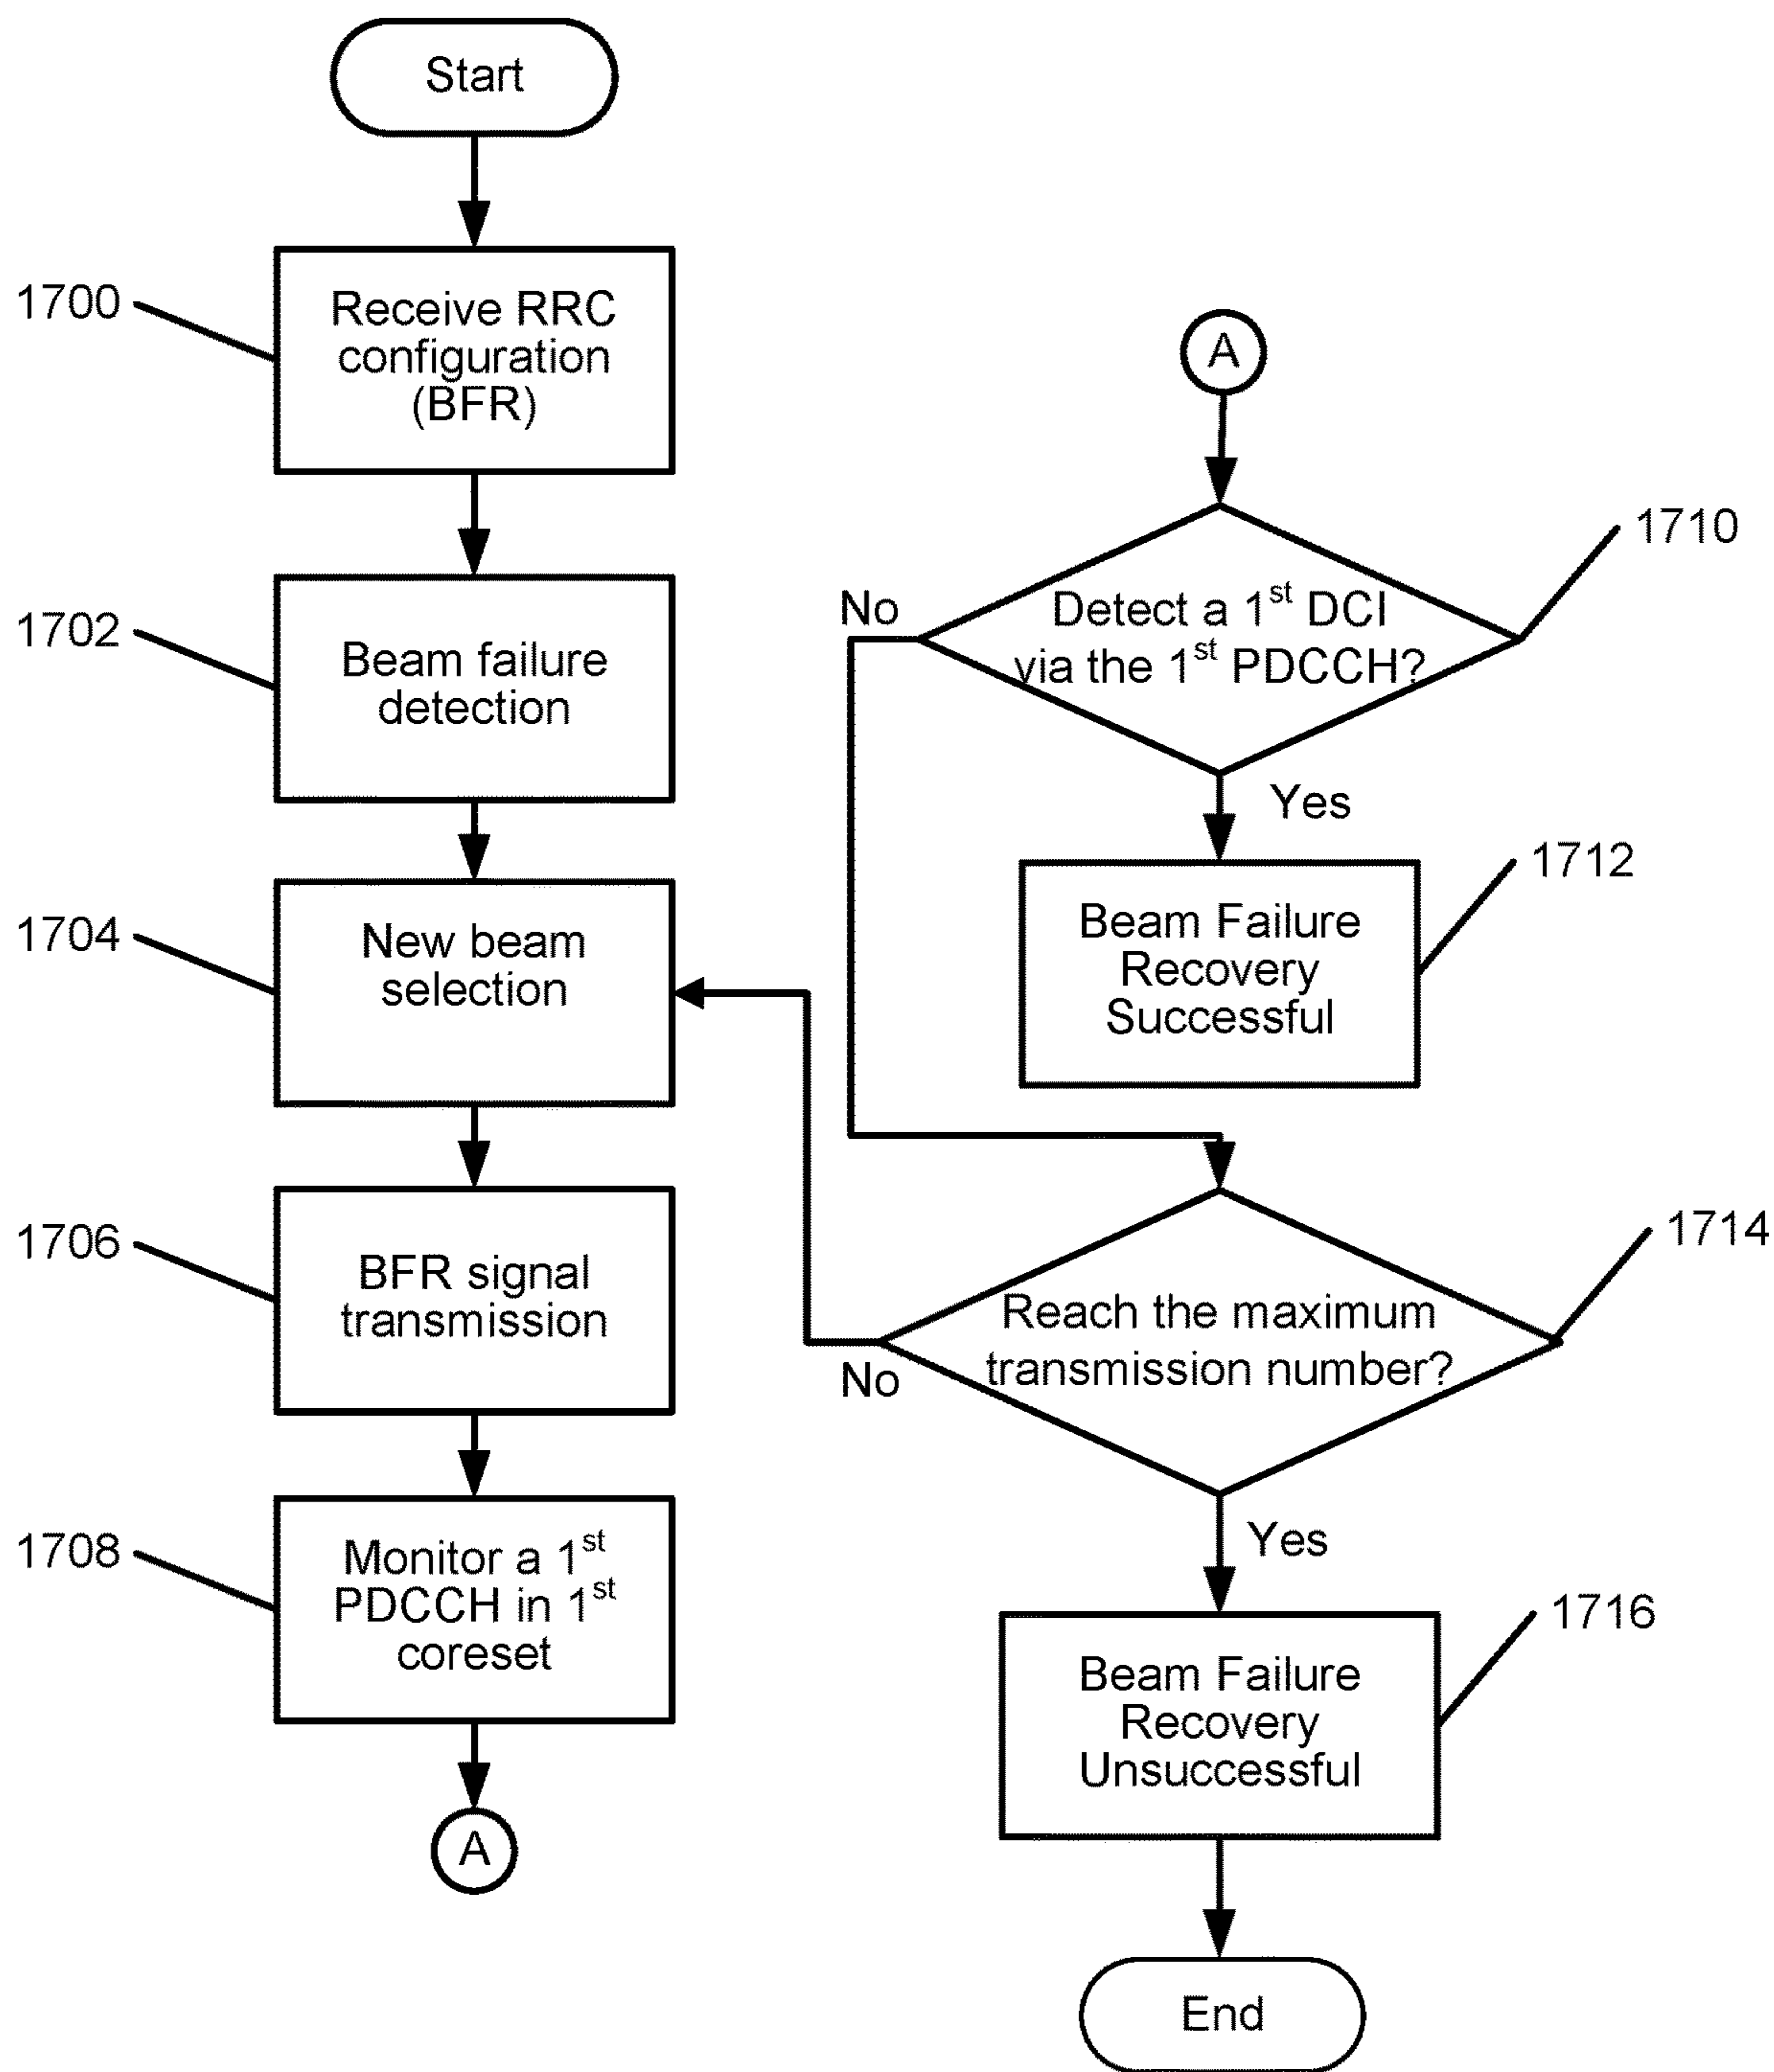 Start
1700
Receive RRC
configuration
(BFR)
1702
Beam failure
detection
1704
New beam
selection
1706
BFR signal
transmission
1708
Monitor a 1st
PDCCH in 1st
coreset
A
A
1710
Detect a 1st DCI
via the 1st PDCCH?
No
Yes
1712
Beam Failure
Recovery
Successful
1714
Reach the maximum
transmission number?
No
Yes
1716
Beam Failure
Recovery
Unsuccessful
End